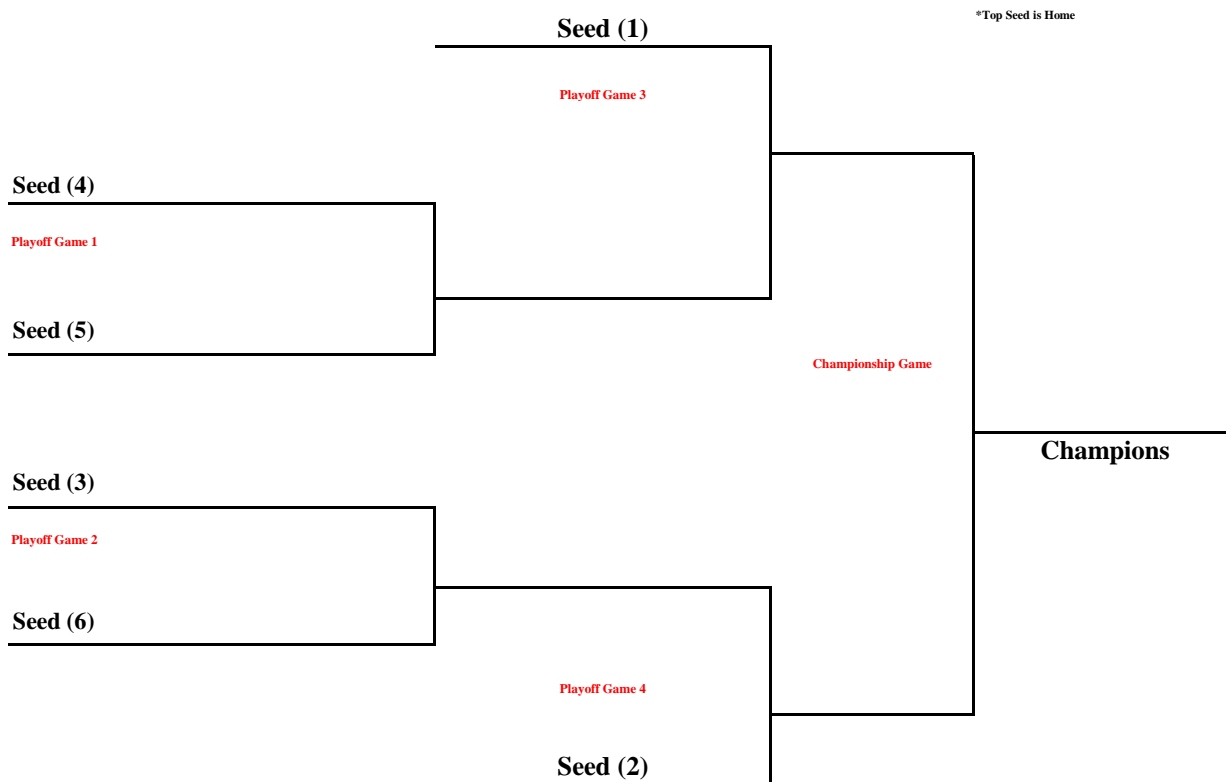 *Top Seed is Home
Seed (1)
Playoff Game 3
Seed (4)
Playoff Game 1
Seed (5)
Championship Game
Champions
Seed (3)
Playoff Game 2
Seed (6)
Playoff Game 4
Seed (2)